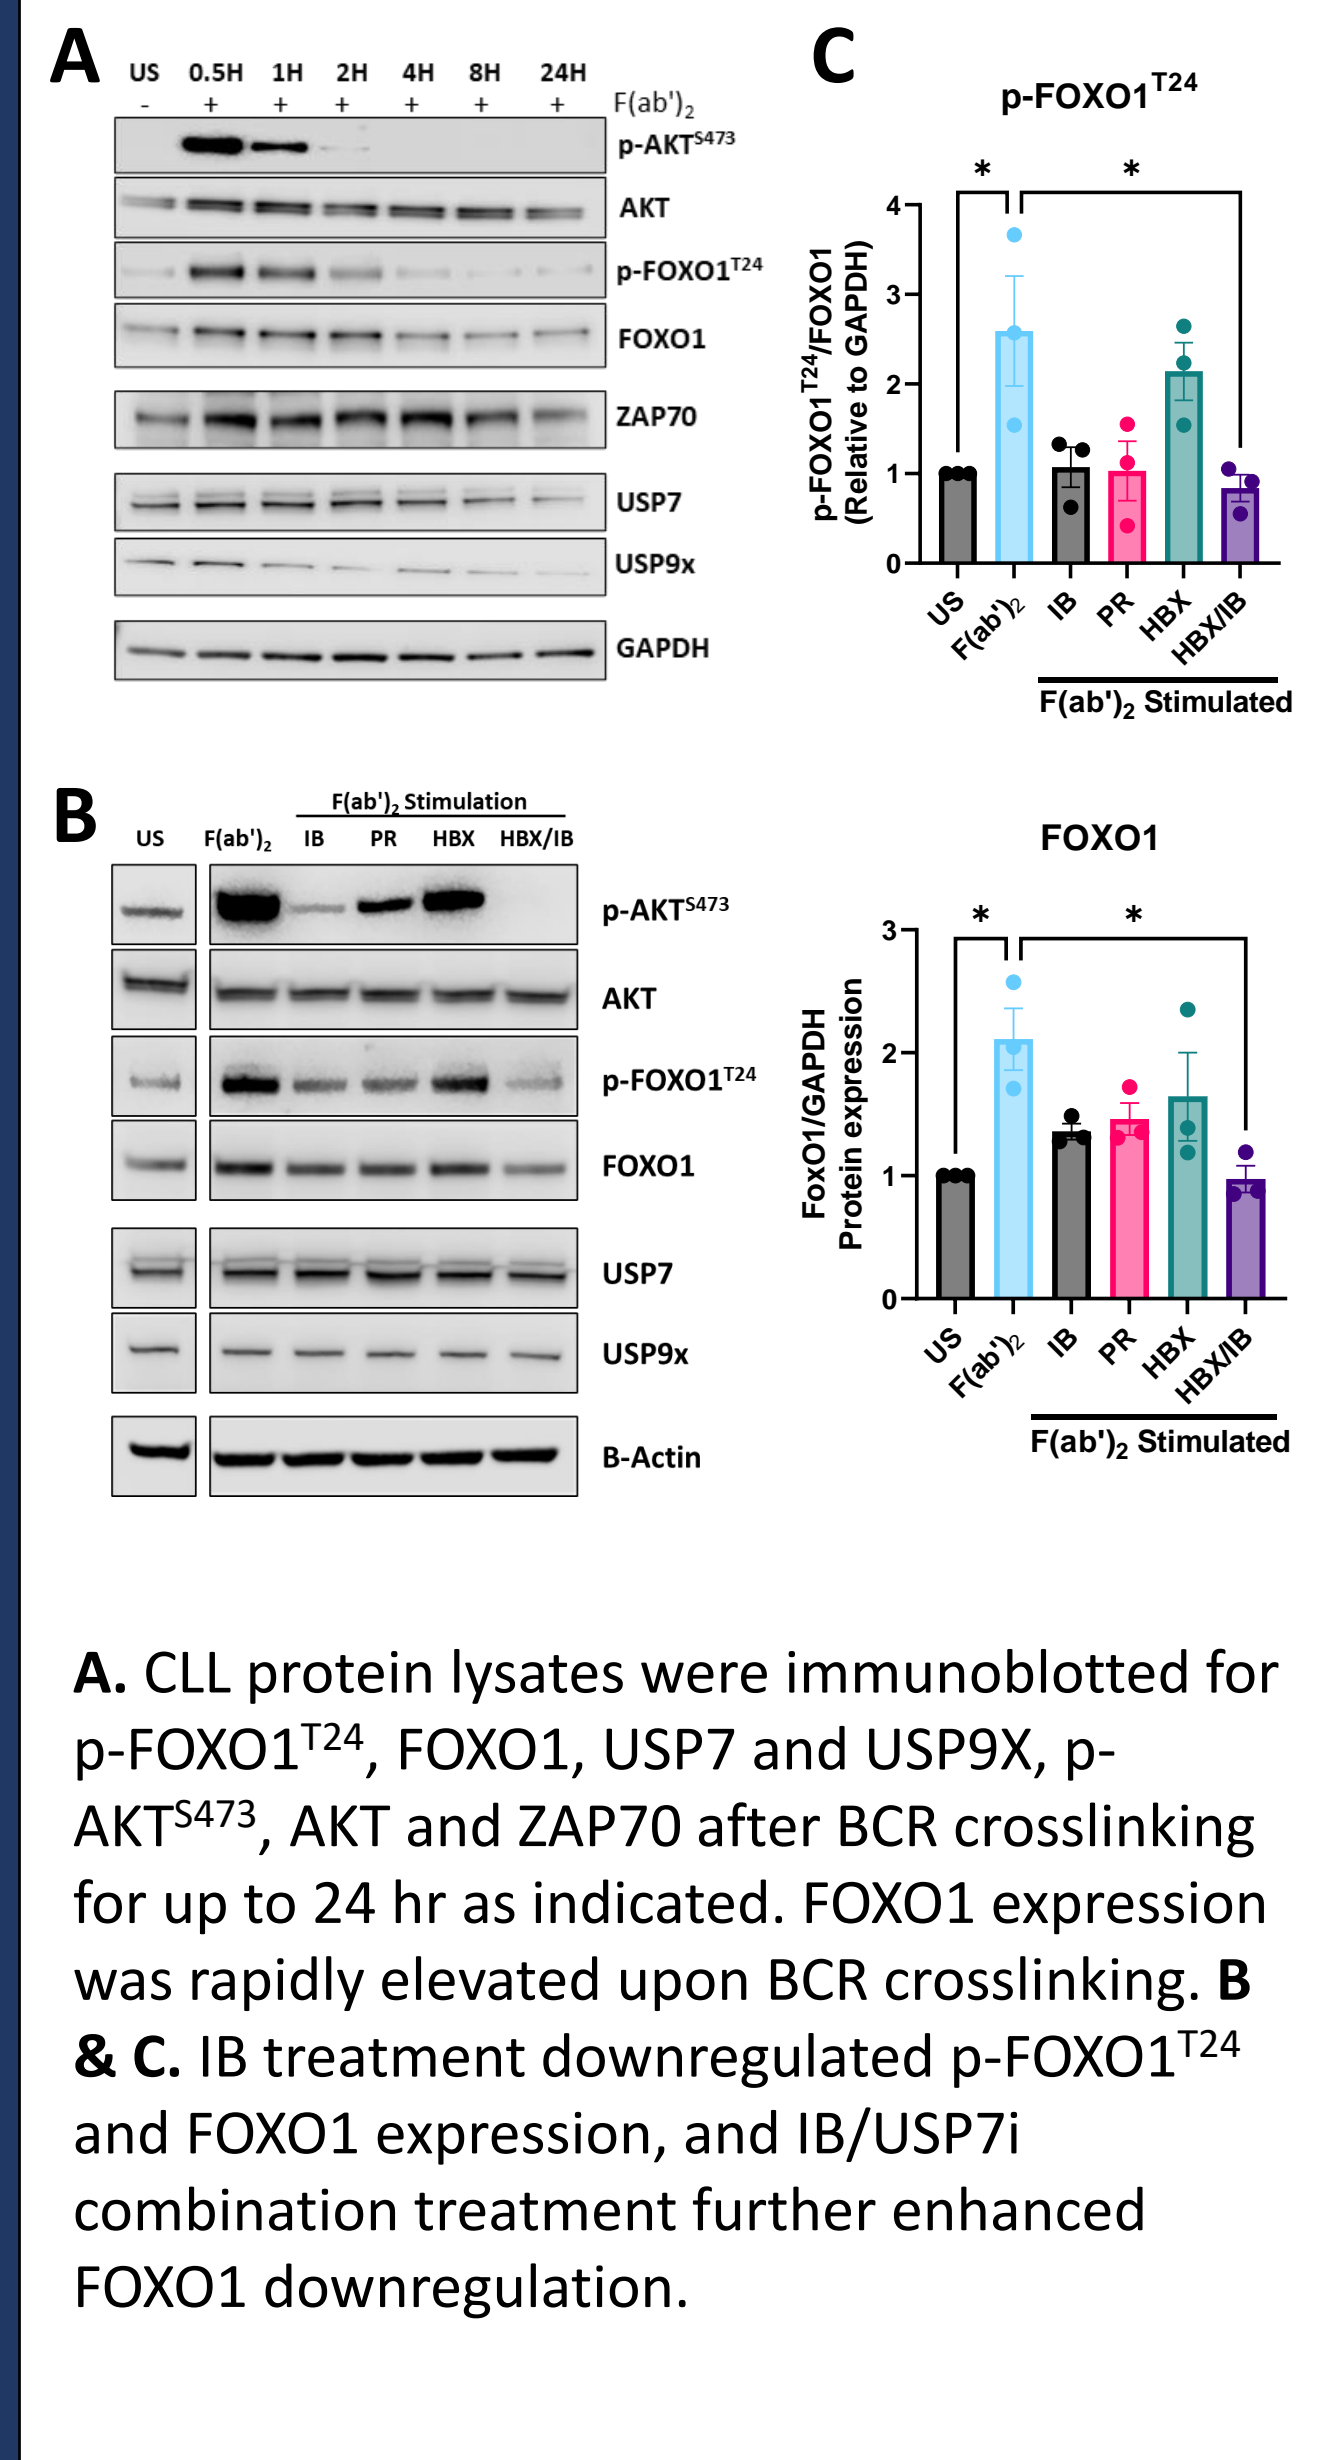 A
US 0.5H 1H 2H 4H 8H 24H
- + + + + + + F(ab')₂
p-AKTS473
AKT
p-FOXO1T24
FOXO1
ZAP70
USP7
USP9x
GAPDH
B
F(ab')₂ Stimulation
US F(ab')₂ IB PR HBX HBX/IB
p-AKTS473
AKT
p-FOXO1T24
FOXO1
USP7
USP9x
B-Actin
C
p-FOXO1T24
* *
p-FOXO1T24/FOXO1
(Relative to GAPDH)
4
3
2
1
0
US F(ab')₂ IB PR HBX HBX/IB
F(ab')₂ Stimulated
FOXO1
* *
FoxO1/GAPDH
Protein expression
3
2
1
0
US F(ab')₂ IB PR HBX HBX/IB
F(ab')₂ Stimulated
A. CLL protein lysates were immunoblotted for
p-FOXO1T24, FOXO1, USP7 and USP9X, p-
AKTS473, AKT and ZAP70 after BCR crosslinking
for up to 24 hr as indicated. FOXO1 expression
was rapidly elevated upon BCR crosslinking. B
& C. IB treatment downregulated p-FOXO1T24
and FOXO1 expression, and IB/USP7i
combination treatment further enhanced
FOXO1 downregulation.